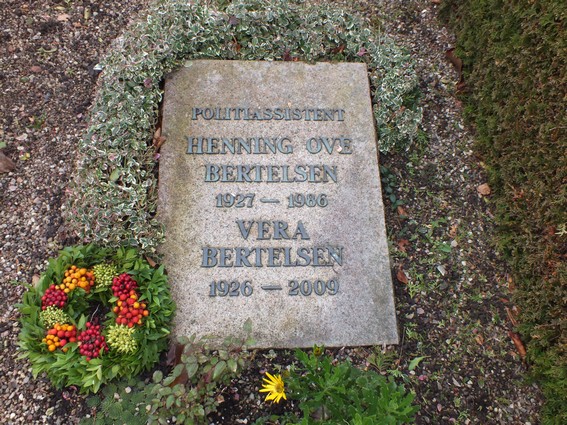 POLITIASSISTENT
HENNING OVE
BERTELSEN
1927 — 1986
VERA
BERTELSEN
1926 — 2009